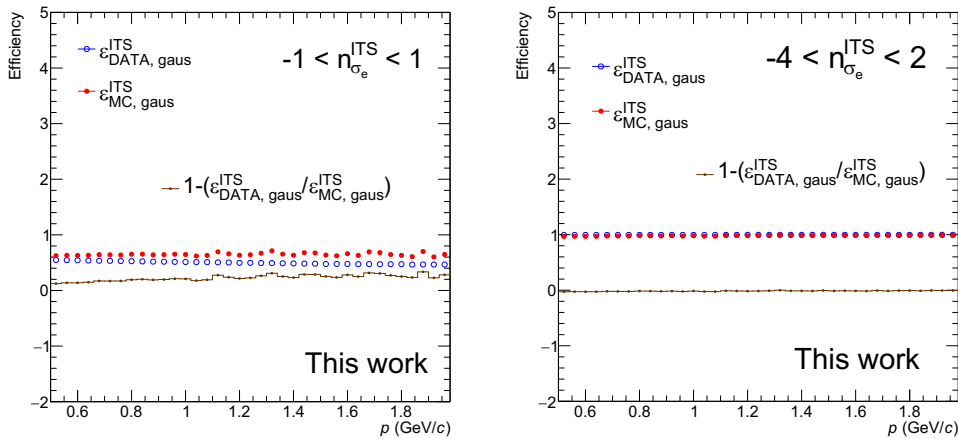 Efficiency
5
4
3
2
1
0
−1
−2
ε^ITS_DATA, gaus
ε^ITS_MC, gaus
-1 < n^ITS_σe < 1
1-(ε^ITS_DATA, gaus/ε^ITS_MC, gaus)
This work
0.6 0.8 1 1.2 1.4 1.6 1.8
p (GeV/c)
Efficiency
5
4
3
2
1
0
−1
−2
ε^ITS_DATA, gaus
ε^ITS_MC, gaus
-4 < n^ITS_σe < 2
1-(ε^ITS_DATA, gaus/ε^ITS_MC, gaus)
This work
0.6 0.8 1 1.2 1.4 1.6 1.8
p (GeV/c)